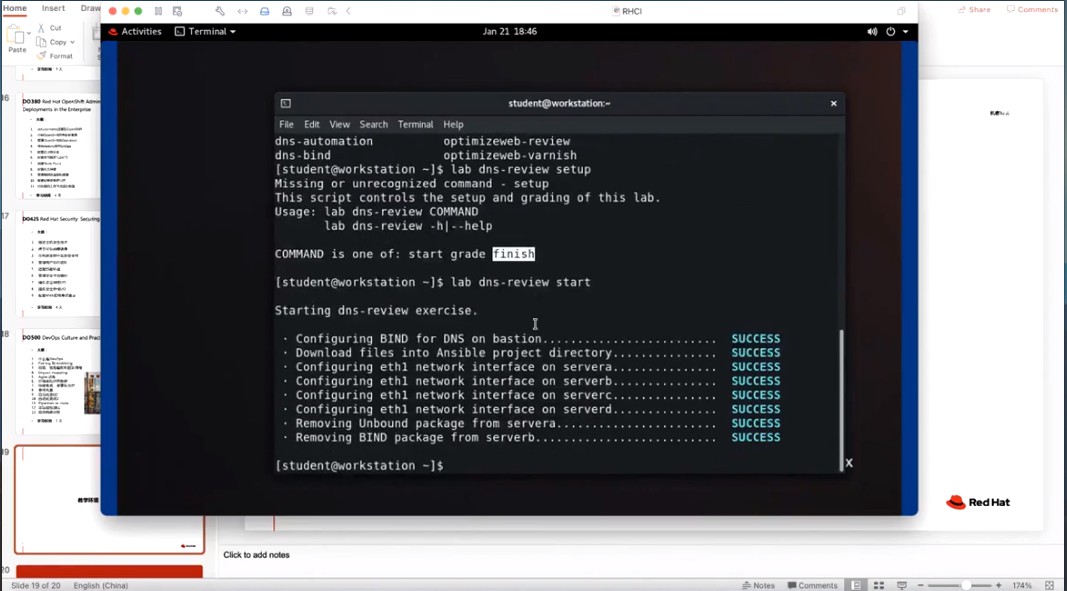 Home Insert Draw
RHCI
Share Comments
Paste
Cut
Copy
Format
Activities Terminal Jan 21 18:46
student@workstation:~
File Edit View Search Terminal Help
dns-automation optimizeweb-review
dns-bind optimizeweb-varnish
[student@workstation ~]$ lab dns-review setup
Missing or unrecognized command - setup
This script controls the setup and grading of this lab.
Usage: lab dns-review COMMAND
lab dns-review -h|--help
COMMAND is one of: start grade finish
[student@workstation ~]$ lab dns-review start
Starting dns-review exercise.
· Configuring BIND for DNS on bastion......................... SUCCESS
· Download files into Ansible project directory............... SUCCESS
· Configuring eth1 network interface on servera............... SUCCESS
· Configuring eth1 network interface on serverb............... SUCCESS
· Configuring eth1 network interface on serverc............... SUCCESS
· Configuring eth1 network interface on serverd............... SUCCESS
· Removing Unbound package from servera....................... SUCCESS
· Removing BIND package from serverb.......................... SUCCESS
[student@workstation ~]$
X
DO380 Red Hat OpenShift Admin
Deployments in the Enterprise
17
DO425 Red Hat Security: Securing
DO500 DevOps Culture and Prac
教学环境
20
Red Hat
Click to add notes
Slide 19 of 20 English (China)
Notes Comments 174%